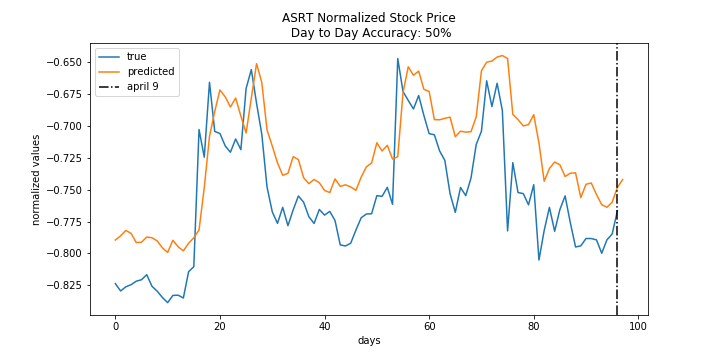 ASRT Normalized Stock Price
Day to Day Accuracy: 50%
true
predicted
april 9
normalized values
−0.650
−0.675
−0.700
−0.725
−0.750
−0.775
−0.800
−0.825
0
20
40
60
80
100
days